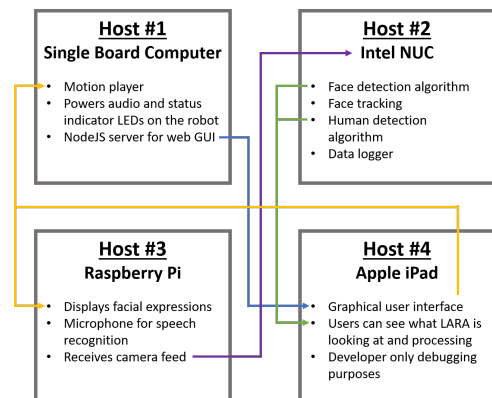 Host #1
Single Board Computer
• Motion player
• Powers audio and status
indicator LEDs on the robot
• NodeJS server for web GUI
Host #2
Intel NUC
• Face detection algorithm
• Face tracking
• Human detection
algorithm
• Data logger
Host #3
Raspberry Pi
• Displays facial expressions
• Microphone for speech
recognition
• Receives camera feed
Host #4
Apple iPad
• Graphical user interface
• Users can see what LARA is
looking at and processing
• Developer only debugging
purposes